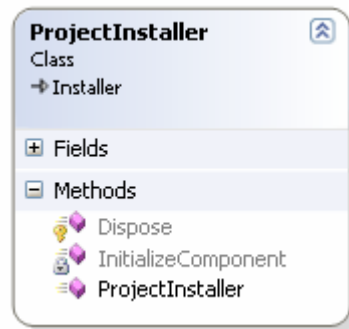 ProjectInstaller
Class
Installer
Fields
Methods
Dispose
InitializeComponent
ProjectInstaller